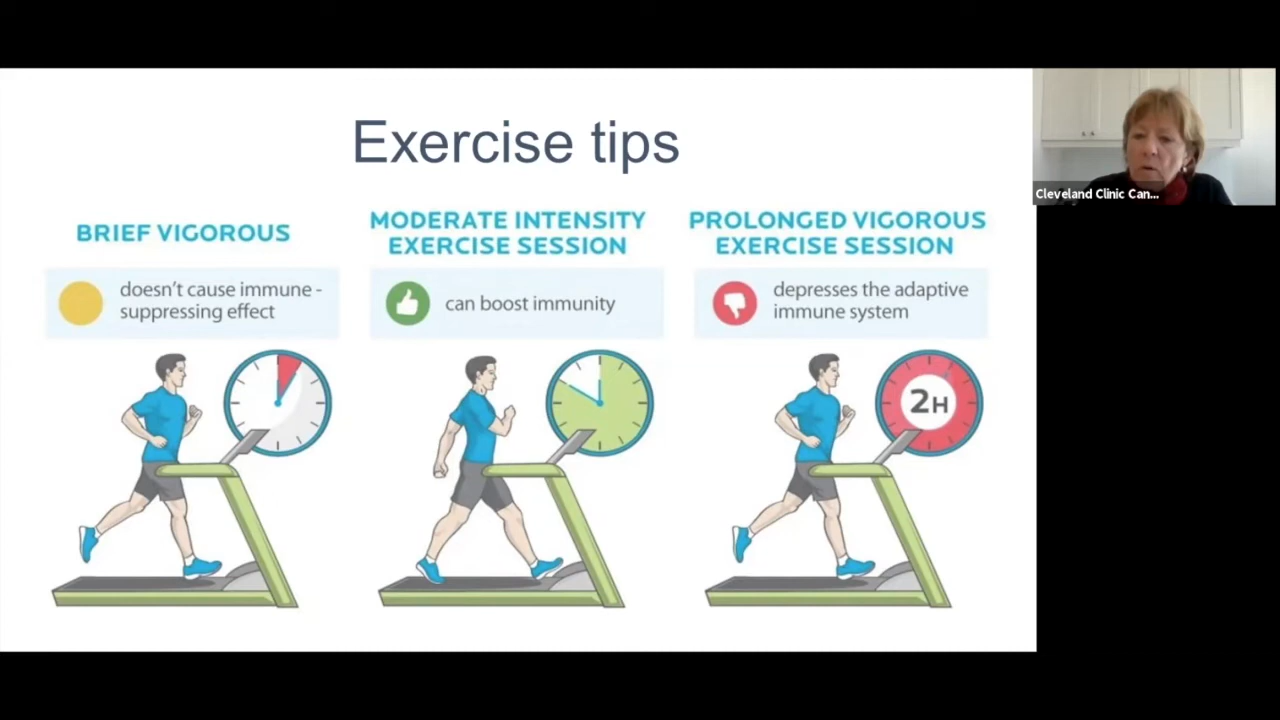 Exercise tips
BRIEF VIGOROUS
doesn't cause immune -
suppressing effect
MODERATE INTENSITY
EXERCISE SESSION
can boost immunity
PROLONGED VIGOROUS
EXERCISE SESSION
depresses the adaptive
immune system
2H
Cleveland Clinic Can...